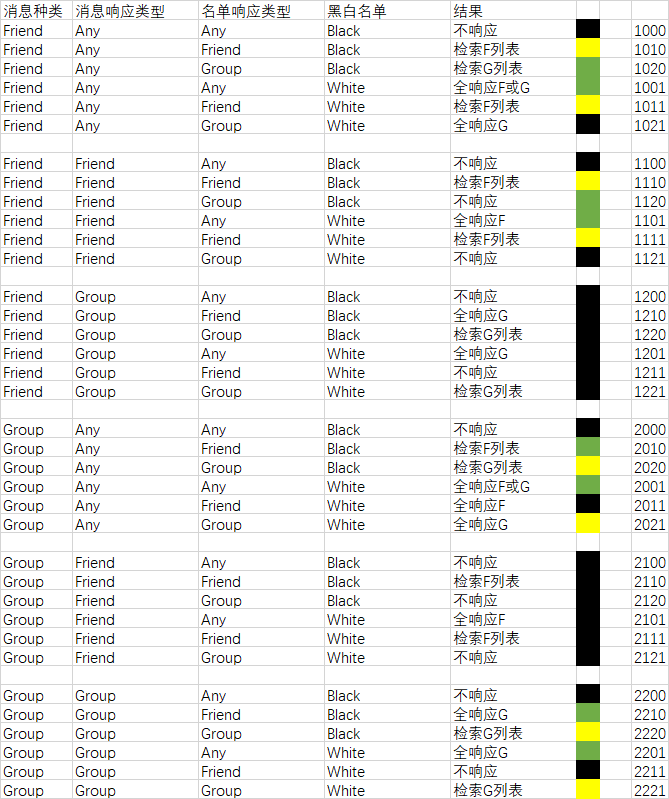 消息种类 消息响应类型 名单响应类型 黑白名单 结果
Friend Any Any Black 不响应 1000
Friend Any Friend Black 检索F列表 1010
Friend Any Group Black 检索G列表 1020
Friend Any Any White 全响应F或G 1001
Friend Any Friend White 检索F列表 1011
Friend Any Group White 全响应G 1021
Friend Friend Any Black 不响应 1100
Friend Friend Friend Black 检索F列表 1110
Friend Friend Group Black 不响应 1120
Friend Friend Any White 全响应F 1101
Friend Friend Friend White 检索F列表 1111
Friend Friend Group White 不响应 1121
Friend Group Any Black 不响应 1200
Friend Group Friend Black 全响应G 1210
Friend Group Group Black 检索G列表 1220
Friend Group Any White 全响应G 1201
Friend Group Friend White 不响应 1211
Friend Group Group White 检索G列表 1221
Group Any Any Black 不响应 2000
Group Any Friend Black 检索F列表 2010
Group Any Group Black 检索G列表 2020
Group Any Any White 全响应F或G 2001
Group Any Friend White 全响应F 2011
Group Any Group White 全响应G 2021
Group Friend Any Black 不响应 2100
Group Friend Friend Black 检索F列表 2110
Group Friend Group Black 不响应 2120
Group Friend Any White 全响应F 2101
Group Friend Friend White 检索F列表 2111
Group Friend Group White 不响应 2121
Group Group Any Black 不响应 2200
Group Group Friend Black 全响应G 2210
Group Group Group Black 检索G列表 2220
Group Group Any White 全响应G 2201
Group Group Friend White 不响应 2211
Group Group Group White 检索G列表 2221